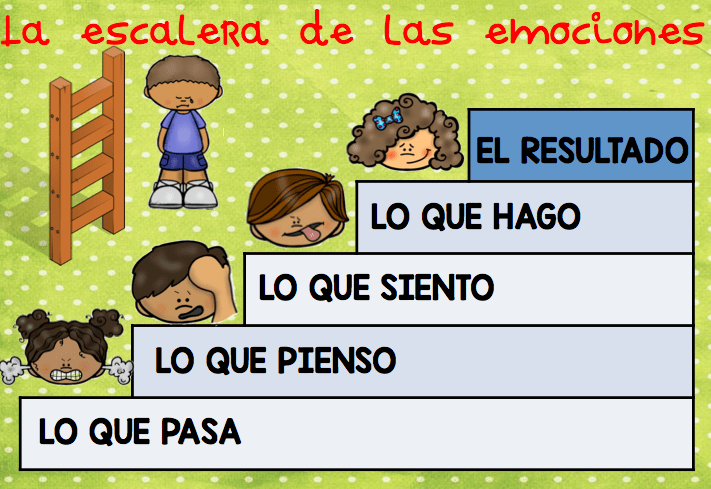 La escalera de las emociones
EL RESULTADO
LO QUE HAGO
LO QUE SIENTO
LO QUE PIENSO
LO QUE PASA